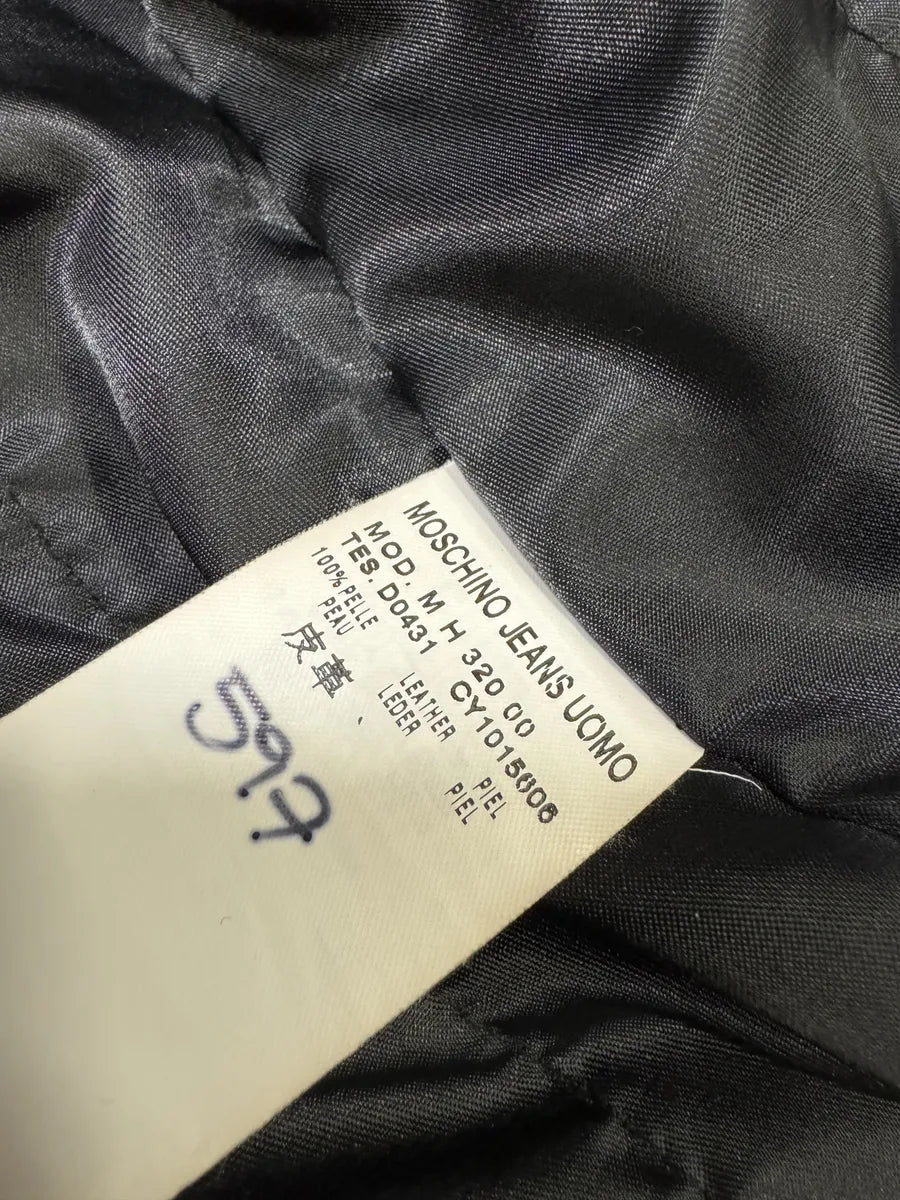 MOSCHINO JEANS UOMO
MOD. M H 320 00
TES. D0431 CY1015606
100% PELLE LEATHER PIEL
PEAU LEDER PIEL
皮革、
597